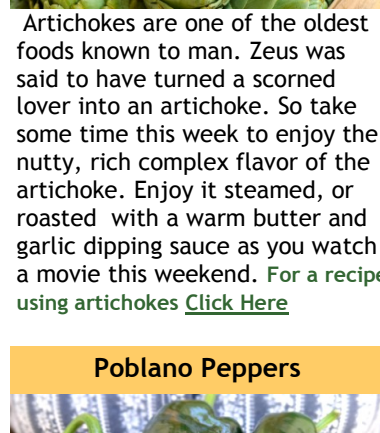 Artichokes are one of the oldest
foods known to man. Zeus was
said to have turned a scorned
lover into an artichoke. So take
some time this week to enjoy the
nutty, rich complex flavor of the
artichoke. Enjoy it steamed, or
roasted  with a warm butter and
garlic dipping sauce as you watch
a movie this weekend. For a recipe
using artichokes Click Here
Poblano Peppers